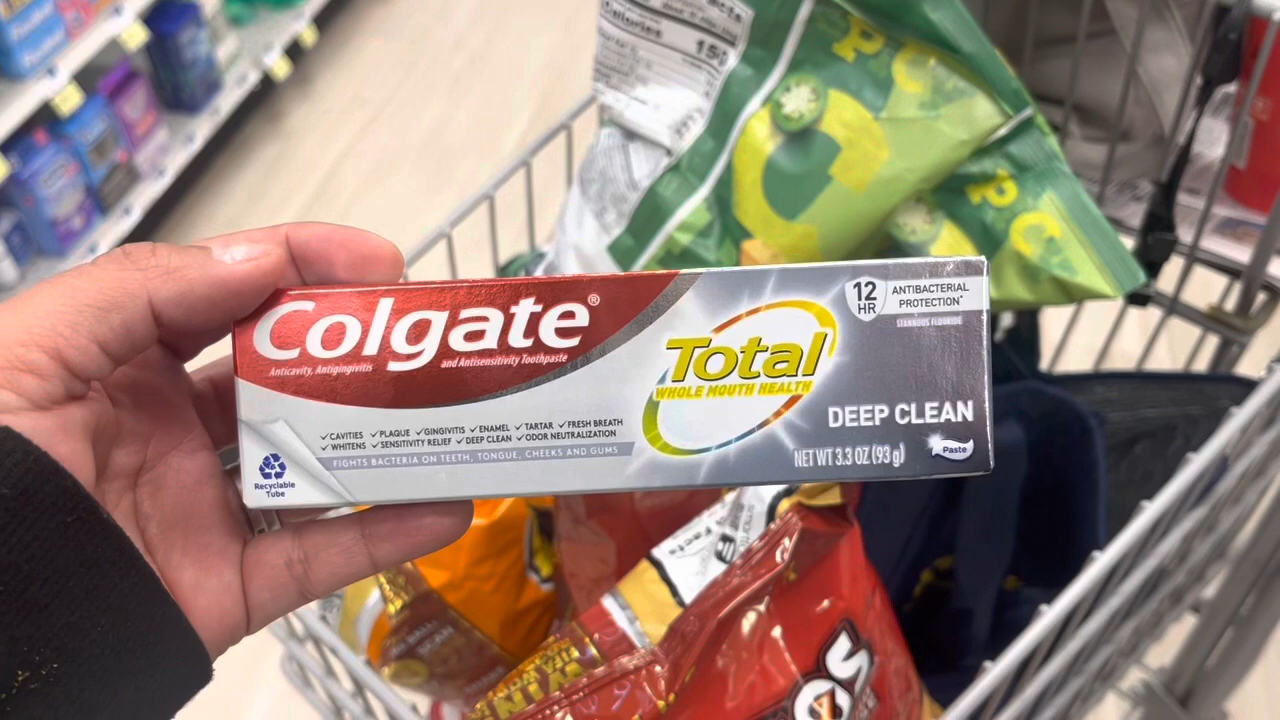 Calories 15
P C
C
P C
Colgate®
Anticavity, Antigingivitis and Antisensitivity Toothpaste
Total
WHOLE MOUTH HEALTH
12 HR
ANTIBACTERIAL
PROTECTION*
STANNOUS FLUORIDE
DEEP CLEAN
NET WT 3.3 OZ (93 g)
Paste
✓CAVITIES ✓PLAQUE ✓GINGIVITIS ✓ENAMEL ✓TARTAR ✓FRESH BREATH
✓WHITENS ✓SENSITIVITY RELIEF ✓DEEP CLEAN ✓ODOR NEUTRALIZATION
FIGHTS BACTERIA ON TEETH, TONGUE, CHEEKS AND GUMS
Recyclable
Tube
Facts